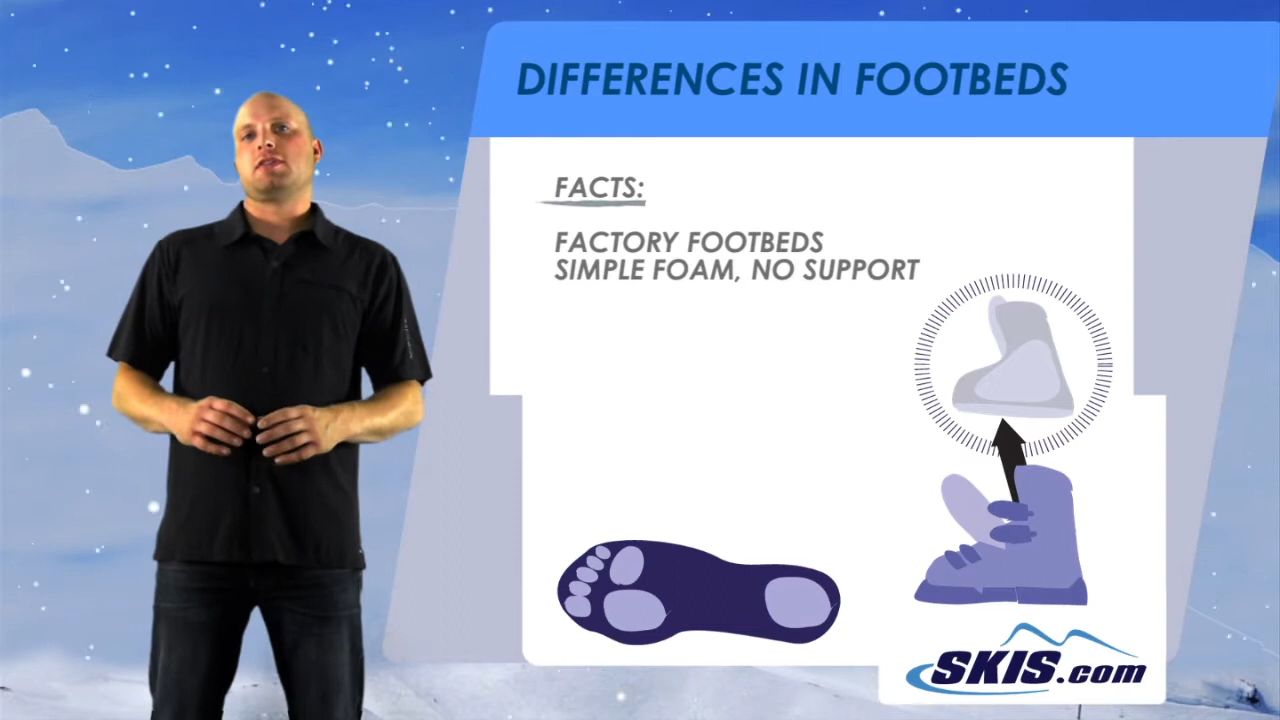 DIFFERENCES IN FOOTBEDS
FACTS:
FACTORY FOOTBEDS
SIMPLE FOAM, NO SUPPORT
SKIS.com